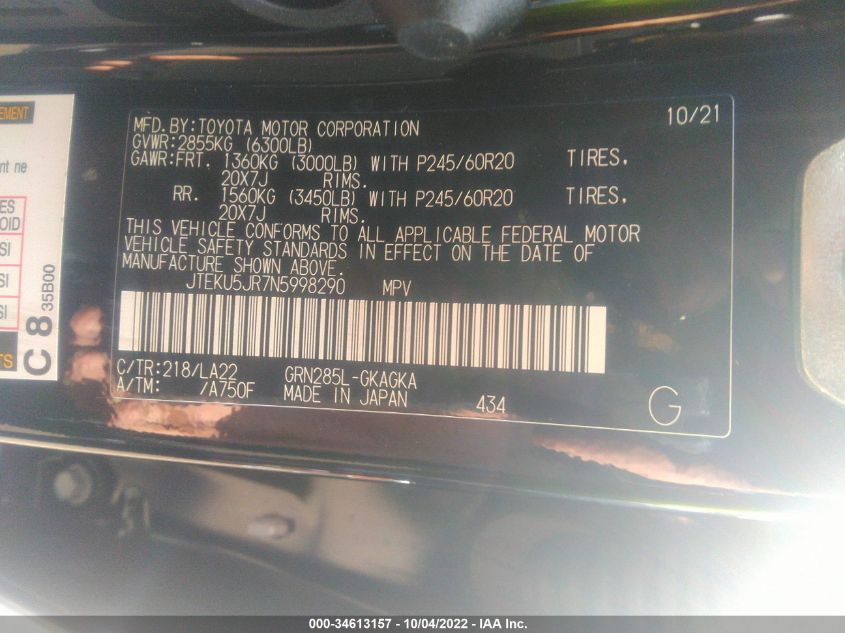 10/21
MFD.BY:TOYOTA MOTOR CORPORATION
GVWR:2855KG (6300LB)
GAWR:FRT. 1360KG (3000LB) WITH P245/60R20 TIRES,
20X7J RIMS.
RR. 1560KG (3450LB) WITH P245/60R20 TIRES,
20X7J RIMS.
THIS VEHICLE CONFORMS TO ALL APPLICABLE FEDERAL MOTOR
VEHICLE SAFETY STANDARDS IN EFFECT ON THE DATE OF
MANUFACTURE SHOWN ABOVE.
JTEKU5JR7N5998290 MPV
C/TR:218/LA22 GRN285L-GKAGKA
A/TM: /A750F MADE IN JAPAN 434 G
C 8
35B00
000-34613157 - 10/04/2022 - IAA Inc.